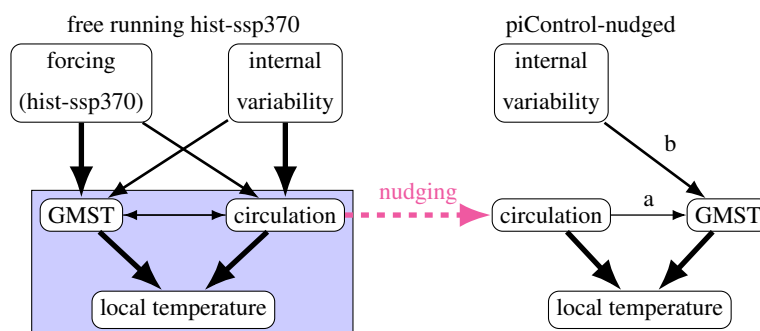 free running hist-ssp370
forcing
(hist-ssp370)
internal
variability
GMST
circulation
local temperature
nudging
piControl-nudged
internal
variability
b
circulation
a
GMST
local temperature